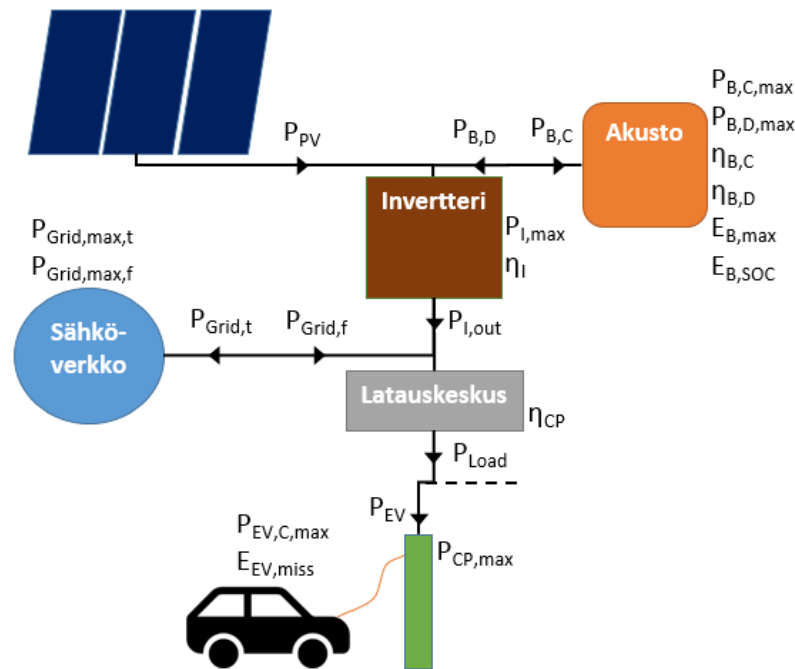 P_PV
P_B,D
P_B,C
Akusto
P_B,C,max
P_B,D,max
η_B,C
η_B,D
E_B,max
E_B,SOC
Invertteri
P_I,max
η_I
P_I,out
P_Grid,max,t
P_Grid,max,f
Sähkö-
verkko
P_Grid,t
P_Grid,f
Latauskeskus
η_CP
P_Load
P_EV
P_EV,C,max
E_EV,miss
P_CP,max